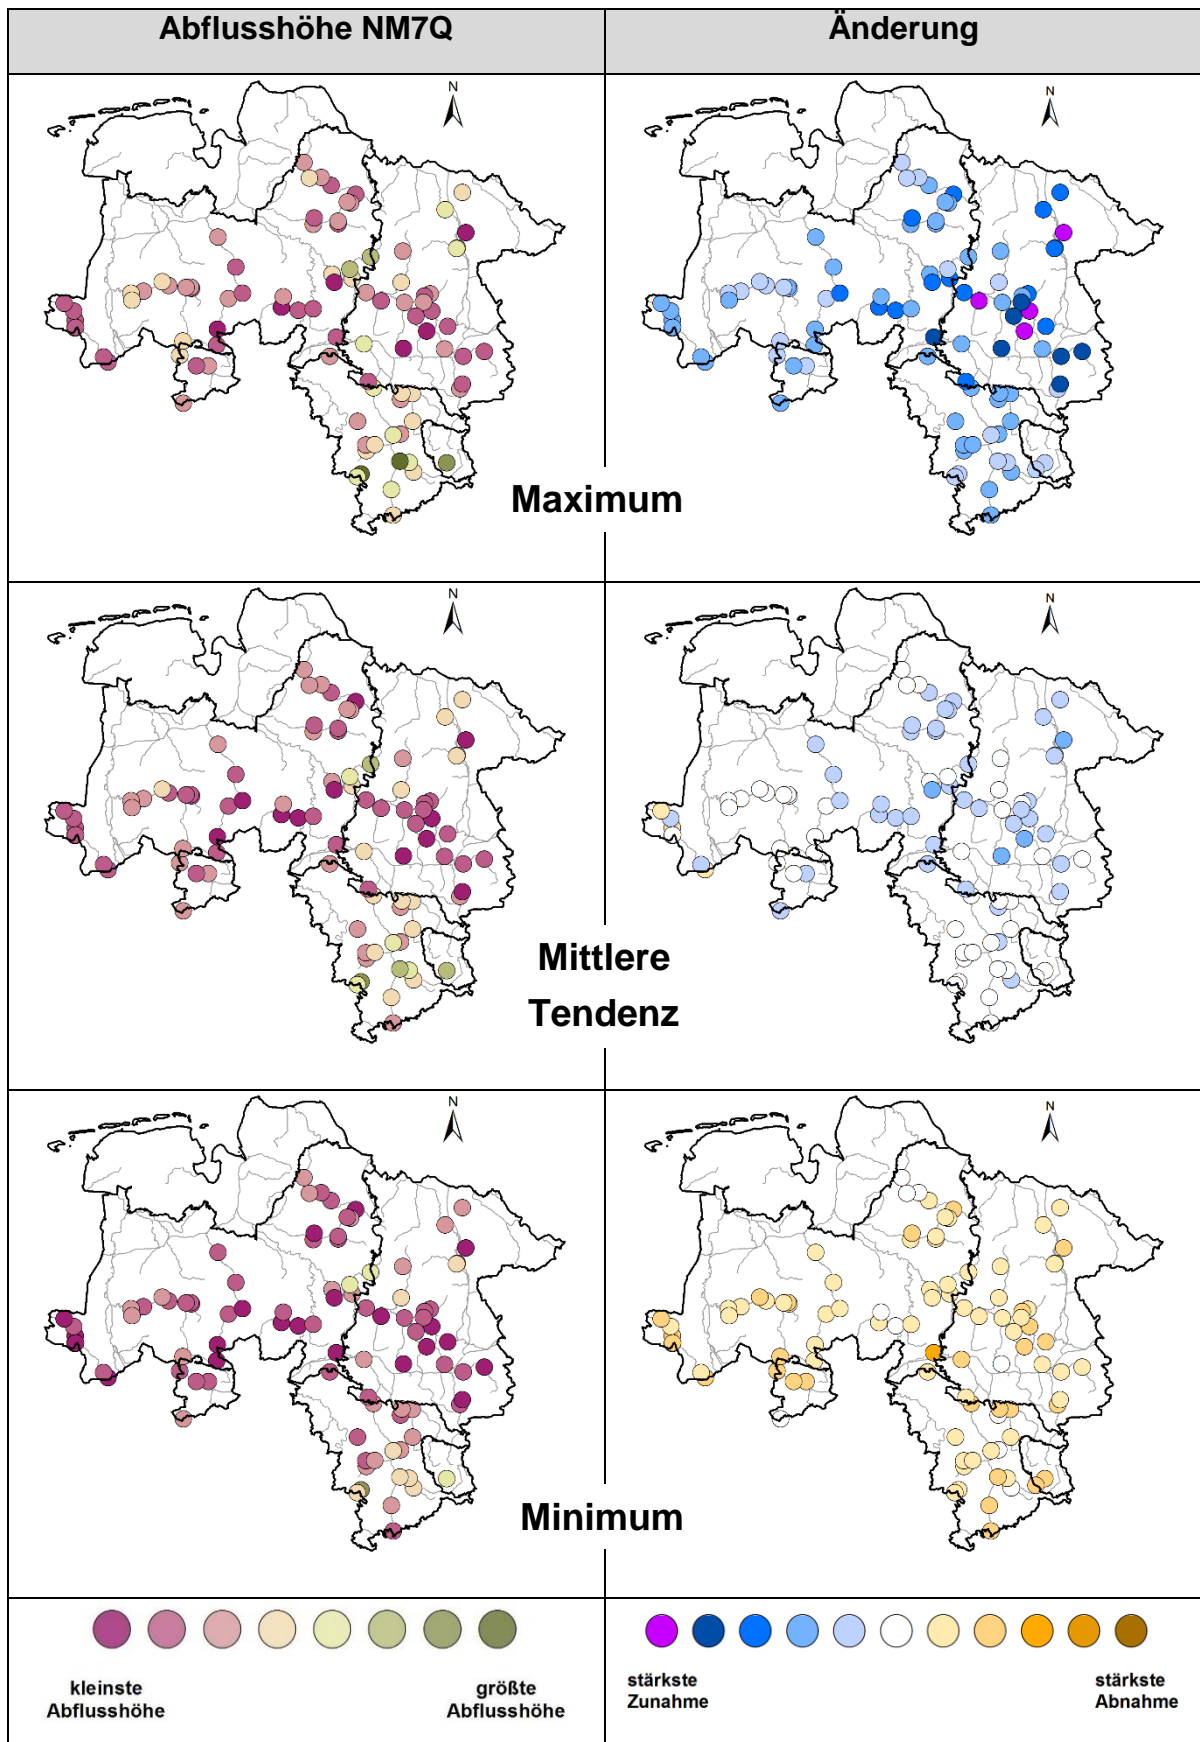 Abflusshöhe NM7Q
Änderung
N
N
Maximum
N
N
Mittlere
Tendenz
N
N
Minimum
kleinste
Abflusshöhe
größte
Abflusshöhe
stärkste
Zunahme
stärkste
Abnahme